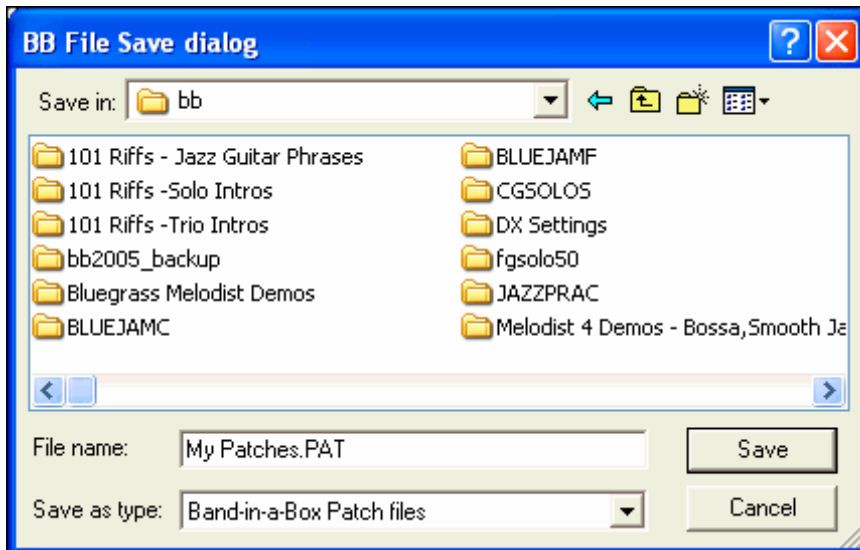 BB File Save dialog
Save in: bb
101 Riffs - Jazz Guitar Phrases
101 Riffs -Solo Intros
101 Riffs -Trio Intros
bb2005_backup
Bluegrass Melodist Demos
BLUEJAMC
BLUEJAMF
CGSOLOS
DX Settings
fgsolo50
JAZZPRAC
Melodist 4 Demos - Bossa,Smooth Ja
File name: My Patches.PAT
Save
Save as type: Band-in-a-Box Patch files
Cancel